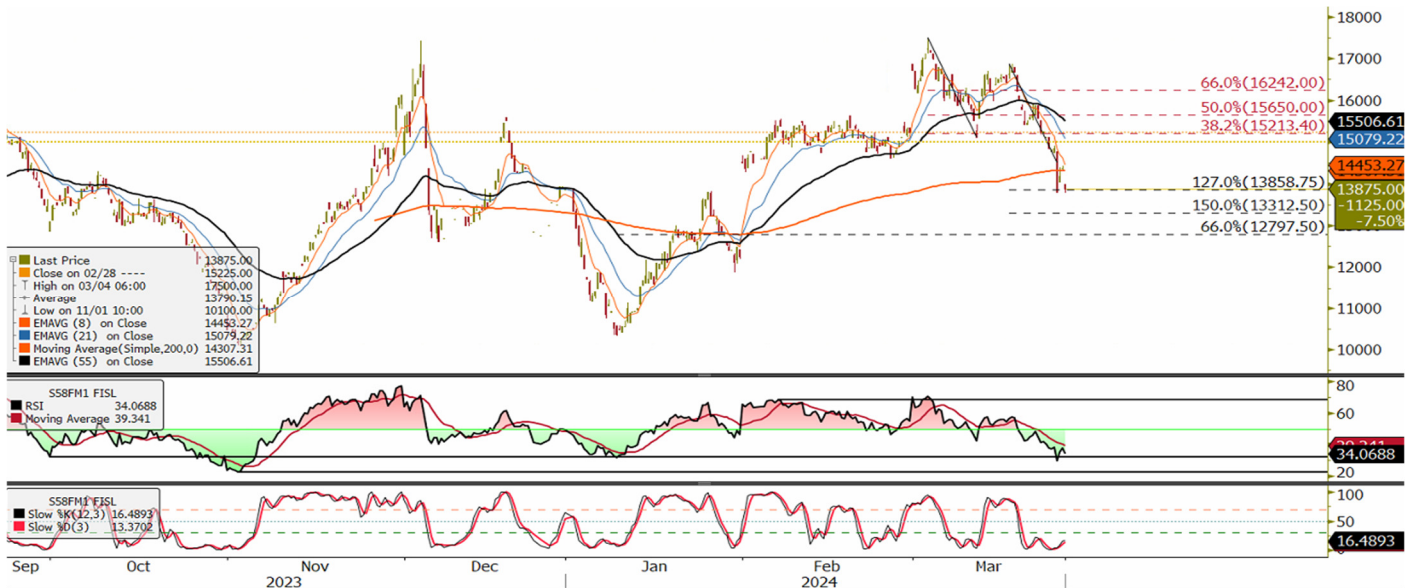 18000
17000
66.0%(16242.00)
16000
50.0%(15650.00)
15506.61
38.2%(15213.40)
15079.22
14453.27
127.0%(13858.75)
13875.00
-1125.00
150.0%(13312.50)
-7.50%
66.0%(12797.50)
12000
11000
10000
Last Price 13875.00
Close on 02/28 ---- 15225.00
High on 03/04 06:00 17500.00
Average 13790.15
Low on 11/01 10:00 10100.00
EMAVG (8) on Close 14453.27
EMAVG (21) on Close 15079.22
Moving Average(Simple,200,0) 14307.31
EMAVG (55) on Close 15506.61
S58FM1 FISL
RSI 34.0688
Moving Average 39.341
80
60
34.0688
20
S58FM1 FISL
Slow %K(12,3) 16.4893
Slow %D(3) 13.3702
100
50
16.4893
Sep Oct Nov Dec Jan Feb Mar
2023 2024